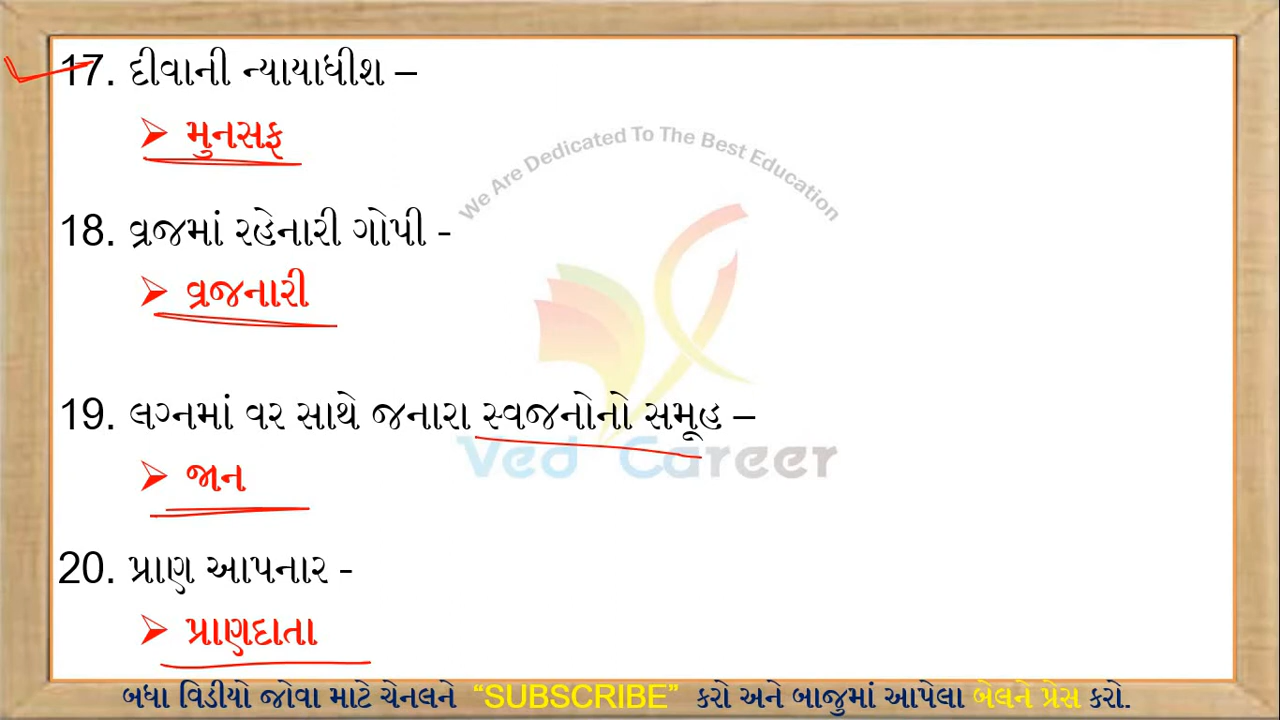 17. દીવાની ન્યાયાધીશ –
➢ મુનસફ
We Are Dedicated To The Best Education
18. વ્રજમાં રહેનારી ગોપી -
➢ વ્રજનારી
19. લગ્નમાં વર સાથે જનારા સ્વજનોનો સમૂહ –
Ved Career
➢ જાન
20. પ્રાણ આપનાર -
➢ પ્રાણદાતા
બધા વિડીયો જોવા માટે ચેનલને “SUBSCRIBE” કરો અને બાજુમાં આપેલા બેલને પ્રેસ કરો.